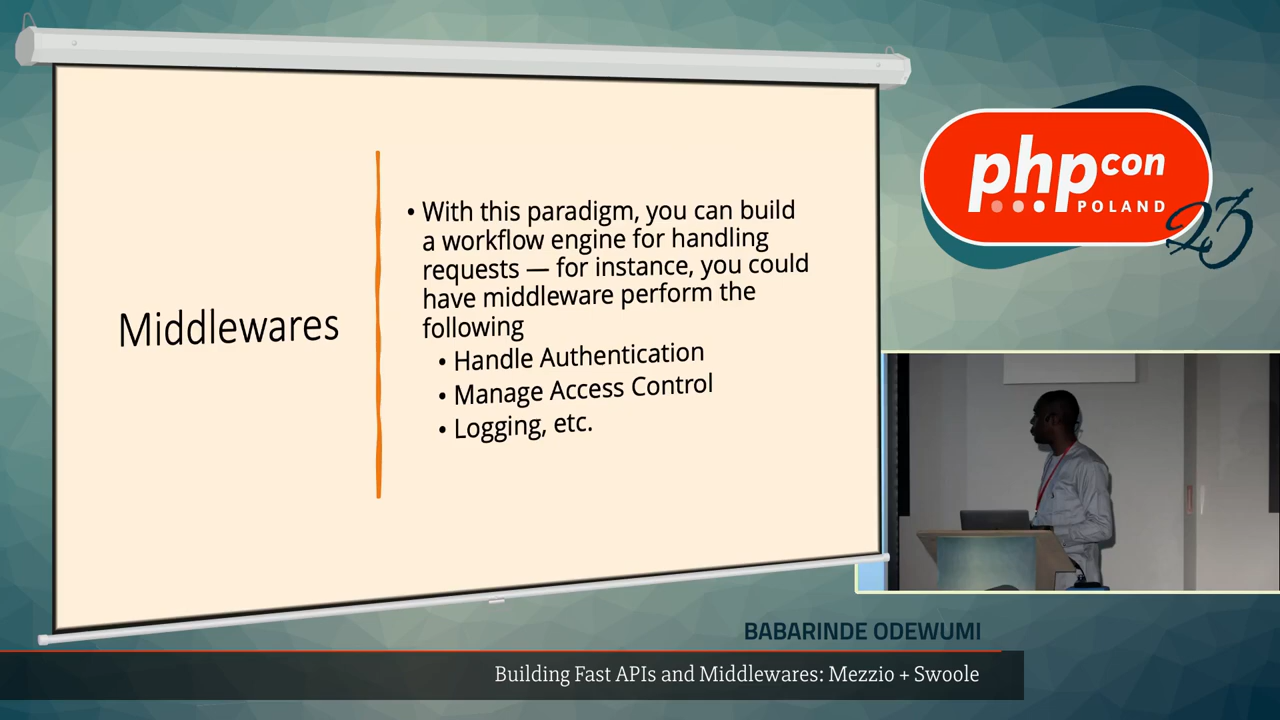 Middlewares
• With this paradigm, you can build
a workflow engine for handling
requests — for instance, you could
have middleware perform the
following
• Handle Authentication
• Manage Access Control
• Logging, etc.
phpcon
POLAND
23
BABARINDE ODEWUMI
Building Fast APIs and Middlewares: Mezzio + Swoole